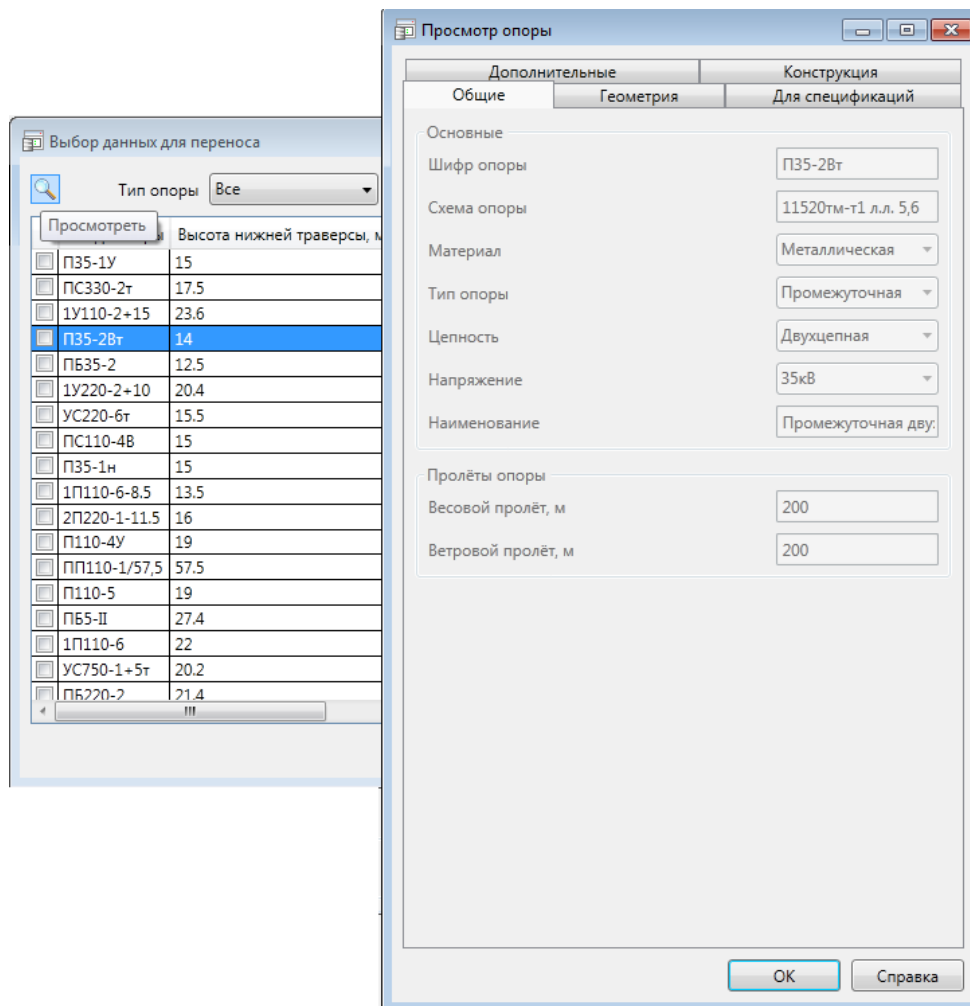 Выбор данных для переноса
Тип опоры Все
Просмотреть
Высота нижней траверсы, м
П35-1У 15
ПС330-2т 17.5
1У110-2+15 23.6
П35-2Вт 14
ПБ35-2 12.5
1У220-2+10 20.4
УС220-6т 15.5
ПС110-4В 15
П35-1н 15
1П110-6-8.5 13.5
2П220-1-11.5 16
П110-4У 19
ПП110-1/57,5 57.5
П110-5 19
ПБ5-II 27.4
1П110-6 22
УС750-1+5т 20.2
ПБ220-2 21.4
Просмотр опоры
Дополнительные Конструкция
Общие Геометрия Для спецификаций
Основные
Шифр опоры П35-2Вт
Схема опоры 11520тм-т1 л.л. 5,6
Материал Металлическая
Тип опоры Промежуточная
Цепность Двухцепная
Напряжение 35кВ
Наименование Промежуточная дву
Пролёты опоры
Весовой пролёт, м 200
Ветровой пролёт, м 200
ОК Справка